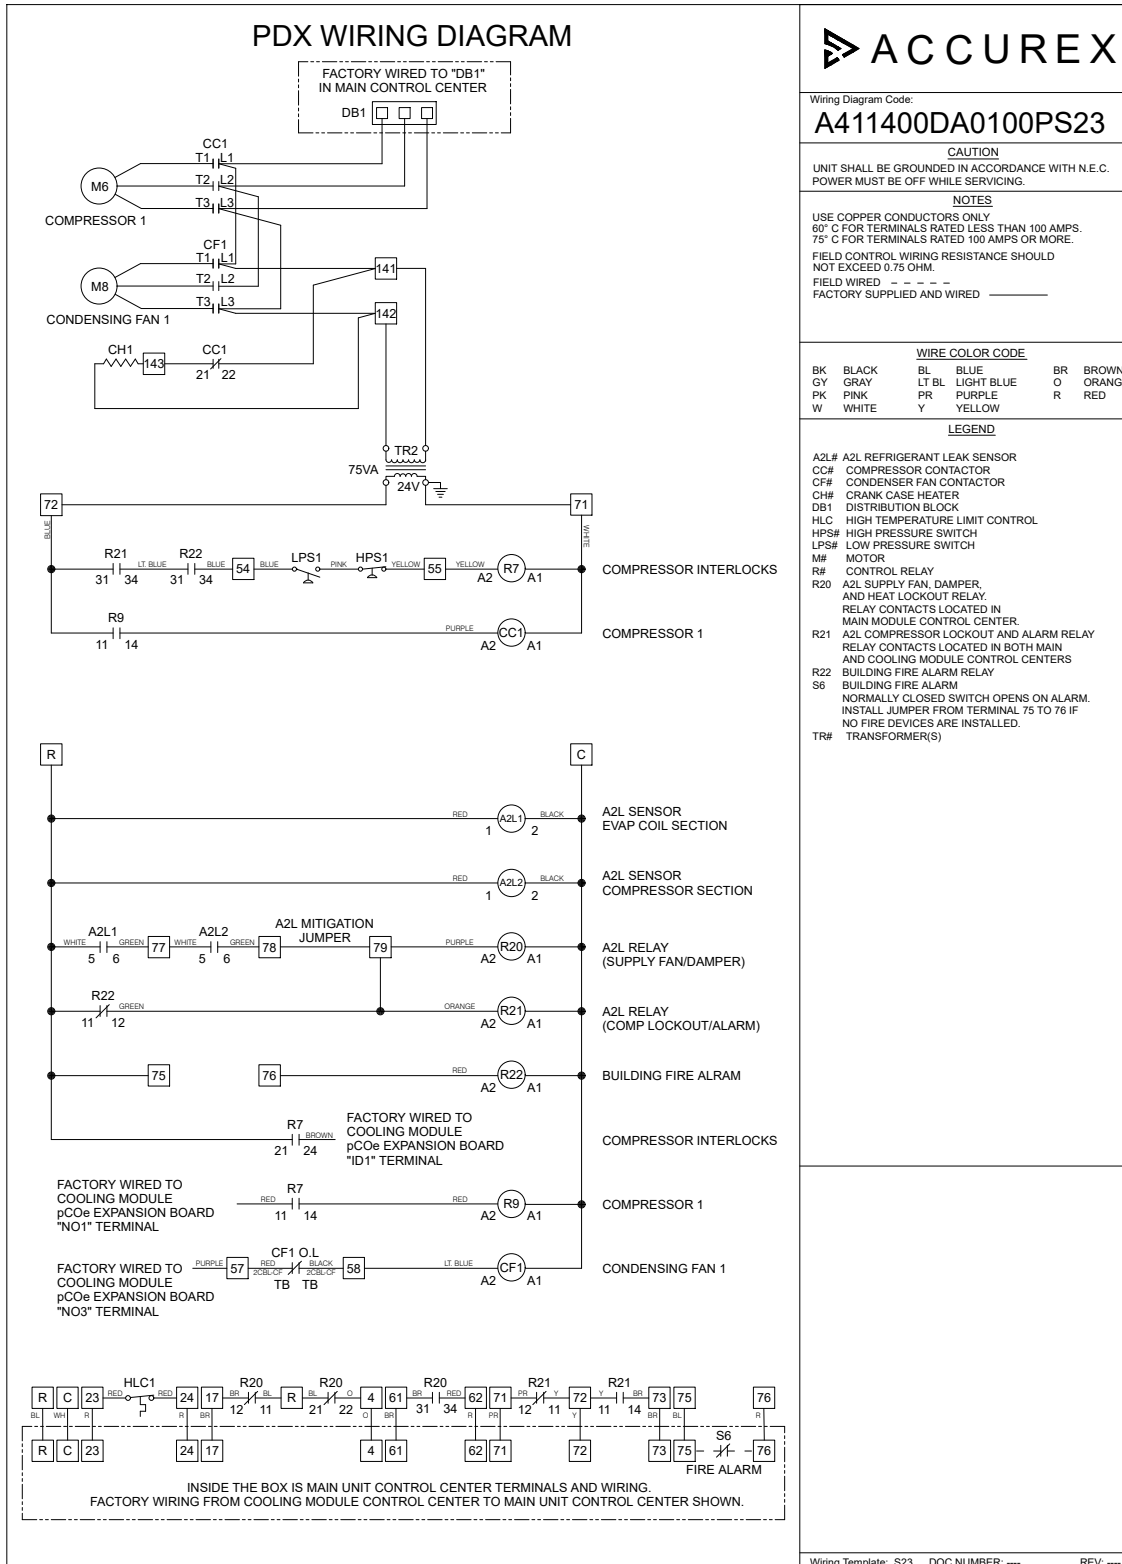 PDX WIRING DIAGRAM
FACTORY WIRED TO "DB1"
IN MAIN CONTROL CENTER
DB1
CC1
T1 L1
M6
T2 L2
T3 L3
COMPRESSOR 1
CF1
T1 L1
141
M8
T2 L2
T3 L3
142
CONDENSING FAN 1
CH1
CC1
143
21 22
TR2
75VA
24V
72
71
BLUE
WHITE
R21 R22 LPS1 HPS1
LT. BLUE BLUE 54 BLUE PINK YELLOW 55 YELLOW R7
31 34 31 34 A2 A1
COMPRESSOR INTERLOCKS
R9
PURPLE CC1
11 14 A2 A1
COMPRESSOR 1
R C
RED A2L1 BLACK
1 2
A2L SENSOR
EVAP COIL SECTION
RED A2L2 BLACK
1 2
A2L SENSOR
COMPRESSOR SECTION
A2L MITIGATION
JUMPER
A2L1 A2L2
WHITE GREEN 77 WHITE GREEN 78 79 PURPLE R20
5 6 5 6 A2 A1
A2L RELAY
(SUPPLY FAN/DAMPER)
R22
GREEN ORANGE R21
11 12 A2 A1
A2L RELAY
(COMP LOCKOUT/ALARM)
75 76 RED R22
A2 A1
BUILDING FIRE ALRAM
R7
BROWN
21 24
FACTORY WIRED TO
COOLING MODULE
pCOe EXPANSION BOARD
"ID1" TERMINAL
COMPRESSOR INTERLOCKS
FACTORY WIRED TO
COOLING MODULE
pCOe EXPANSION BOARD
"NO1" TERMINAL
R7
RED RED R9
11 14 A2 A1
COMPRESSOR 1
FACTORY WIRED TO
COOLING MODULE
pCOe EXPANSION BOARD
"NO3" TERMINAL
CF1 O.L
PURPLE 57 RED BLACK 58 LT. BLUE CF1
2CBL-CF 2CBL-CF
TB TB A2 A1
CONDENSING FAN 1
HLC1 R20 R20 R20 R21 R21
R C 23 RED RED 24 17 BR BL R BL O 4 61 BR RED 62 71 PR Y 72 Y BR 73 75 76
12 11 21 22 31 34 12 11 11 14
BL WH R R BR O BR R PR Y BR BL R
S6
R C 23 24 17 4 61 62 71 72 73 75 76
FIRE ALARM
INSIDE THE BOX IS MAIN UNIT CONTROL CENTER TERMINALS AND WIRING.
FACTORY WIRING FROM COOLING MODULE CONTROL CENTER TO MAIN UNIT CONTROL CENTER SHOWN.
ACCUREX
Wiring Diagram Code:
A411400DA0100PS23
CAUTION
UNIT SHALL BE GROUNDED IN ACCORDANCE WITH N.E.C.
POWER MUST BE OFF WHILE SERVICING.
NOTES
USE COPPER CONDUCTORS ONLY
60° C FOR TERMINALS RATED LESS THAN 100 AMPS.
75° C FOR TERMINALS RATED 100 AMPS OR MORE.
FIELD CONTROL WIRING RESISTANCE SHOULD
NOT EXCEED 0.75 OHM.
FIELD WIRED
FACTORY SUPPLIED AND WIRED
WIRE COLOR CODE
BK BLACK BL BLUE BR BROWN
GY GRAY LT BL LIGHT BLUE O ORANG
PK PINK PR PURPLE R RED
W WHITE Y YELLOW
LEGEND
A2L# A2L REFRIGERANT LEAK SENSOR
CC# COMPRESSOR CONTACTOR
CF# CONDENSER FAN CONTACTOR
CH# CRANK CASE HEATER
DB1 DISTRIBUTION BLOCK
HLC HIGH TEMPERATURE LIMIT CONTROL
HPS# HIGH PRESSURE SWITCH
LPS# LOW PRESSURE SWITCH
M# MOTOR
R# CONTROL RELAY
R20 A2L SUPPLY FAN, DAMPER,
AND HEAT LOCKOUT RELAY.
RELAY CONTACTS LOCATED IN
MAIN MODULE CONTROL CENTER.
R21 A2L COMPRESSOR LOCKOUT AND ALARM RELAY
RELAY CONTACTS LOCATED IN BOTH MAIN
AND COOLING MODULE CONTROL CENTERS
R22 BUILDING FIRE ALARM RELAY
S6 BUILDING FIRE ALARM
NORMALLY CLOSED SWITCH OPENS ON ALARM.
INSTALL JUMPER FROM TERMINAL 75 TO 76 IF
NO FIRE DEVICES ARE INSTALLED.
TR# TRANSFORMER(S)
Wiring Template: S23 DOC NUMBER: ---- REV: ----